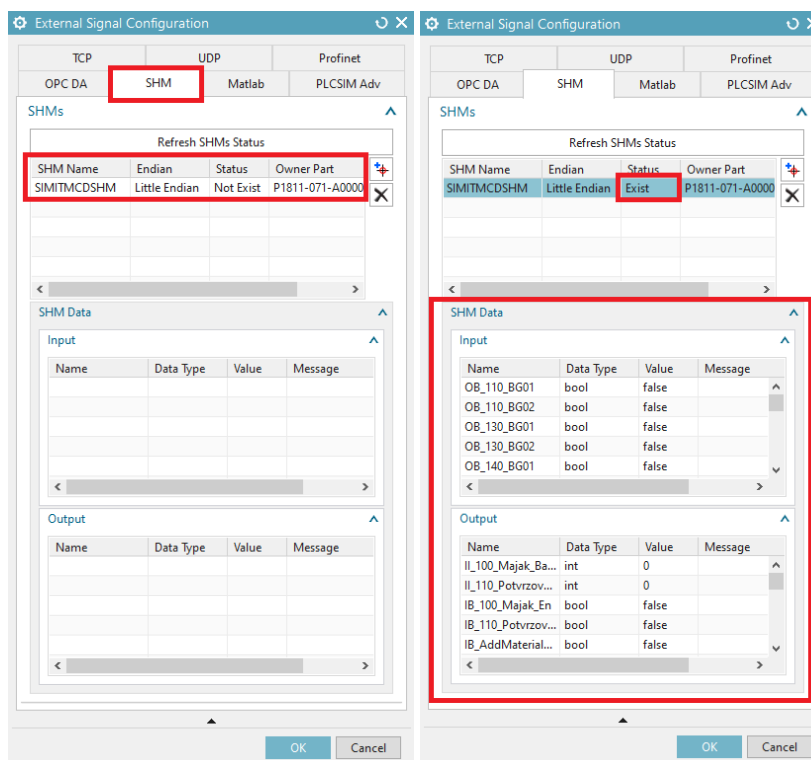 External Signal Configuration
TCP UDP Profinet
OPC DA SHM Matlab PLCSIM Adv
SHMs
Refresh SHMs Status
SHM Name Endian Status Owner Part
SIMITMCDSHM Little Endian Not Exist P1811-071-A0000
SHM Data
Input
Name Data Type Value Message
Output
Name Data Type Value Message
OK Cancel
External Signal Configuration
TCP UDP Profinet
OPC DA SHM Matlab PLCSIM Adv
SHMs
Refresh SHMs Status
SHM Name Endian Status Owner Part
SIMITMCDSHM Little Endian Exist P1811-071-A0000
SHM Data
Input
Name Data Type Value Message
OB_110_BG01 bool false
OB_110_BG02 bool false
OB_130_BG01 bool false
OB_130_BG02 bool false
OB_140_BG01 bool false
Output
Name Data Type Value Message
II_100_Majak_Ba... int 0
II_110_Potvrzov... int 0
IB_100_Majak_En bool false
IB_110_Potvrzov... bool false
IB_AddMaterial... bool false
OK Cancel